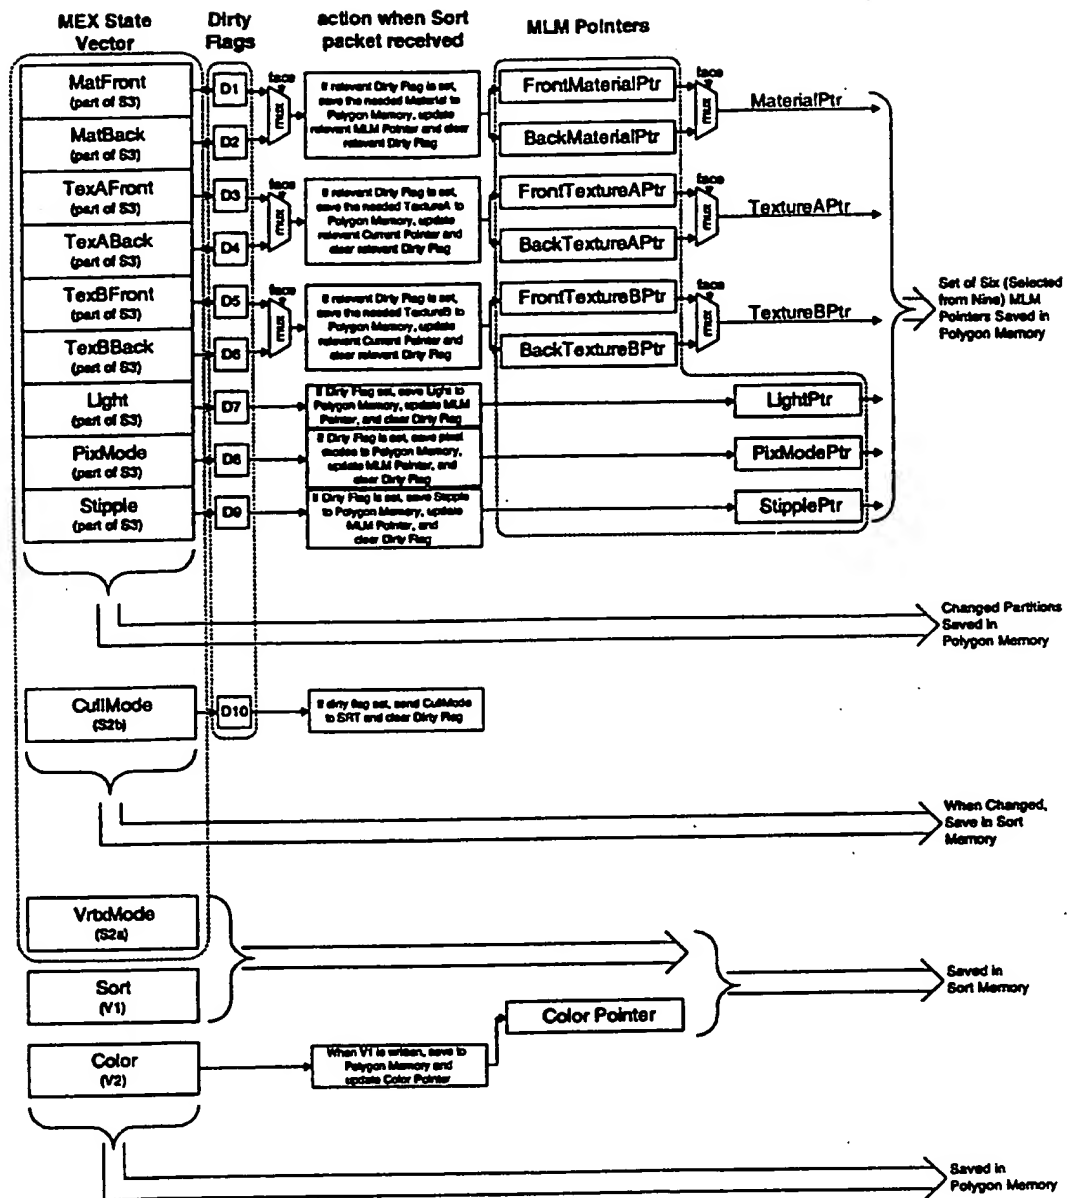 MEX State
Vector
Dirty
Flags
action when Sort
packet received
MLM Pointers
MatFront
(part of S3)
D1
face
mux
If relevant Dirty Flag is set,
save the needed Material to
Polygon Memory, update
relevant MLM Pointer and clear
relevant Dirty Flag
FrontMaterialPtr
face
mux
MaterialPtr
MatBack
(part of S3)
D2
BackMaterialPtr
TexAFront
(part of S3)
D3
face
mux
If relevant Dirty Flag is set,
save the needed TextureA to
Polygon Memory, update
relevant Current Pointer and
clear relevant Dirty Flag
FrontTextureAPtr
face
mux
TextureAPtr
TexABack
(part of S3)
D4
BackTextureAPtr
TexBFront
(part of S3)
D5
face
mux
If relevant Dirty Flag is set,
save the needed TextureB to
Polygon Memory, update
relevant Current Pointer and
clear relevant Dirty Flag
FrontTextureBPtr
face
mux
TextureBPtr
TexBBack
(part of S3)
D6
BackTextureBPtr
Set of Six (Selected
from Nine) MLM
Pointers Saved in
Polygon Memory
Light
(part of S3)
D7
If Dirty Flag set, save Light to
Polygon Memory, update MLM
Pointer, and clear Dirty Flag
LightPtr
PixMode
(part of S3)
D8
If Dirty Flag is set, save pixel
modes to Polygon Memory,
update MLM Pointer, and
clear Dirty Flag
PixModePtr
Stipple
(part of S3)
D9
If Dirty Flag is set, save Stipple
to Polygon Memory, update
MLM Pointer, and
clear Dirty Flag
StipplePtr
Changed Partitions
Saved in
Polygon Memory
CullMode
(S2b)
D10
If dirty flag set, send CullMode
to SRT and clear Dirty Flag
When Changed,
Save in Sort
Memory
VrtxMode
(S2a)
Sort
(V1)
Saved in
Sort Memory
Color Pointer
Color
(V2)
When V1 is written, save to
Polygon Memory and
update Color Pointer
Saved in
Polygon Memory